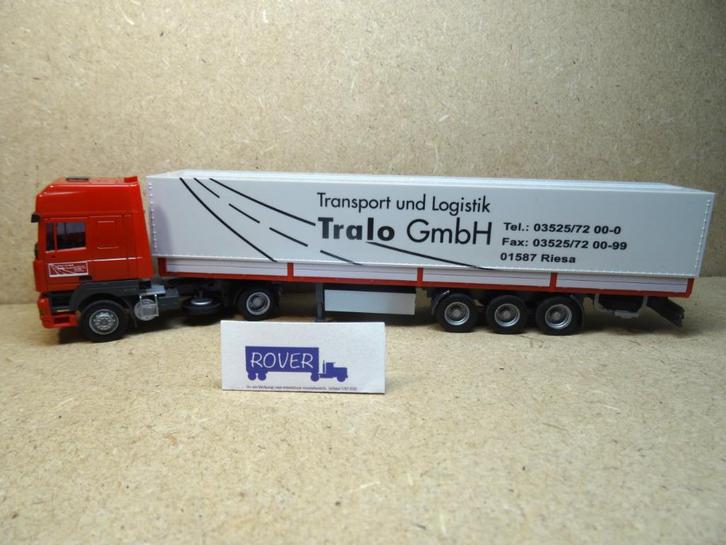 Transport und Logistik
Tralo GmbH
Tel.: 03525/72 00-0
Fax: 03525/72 00-99
01587 Riesa
ROVER